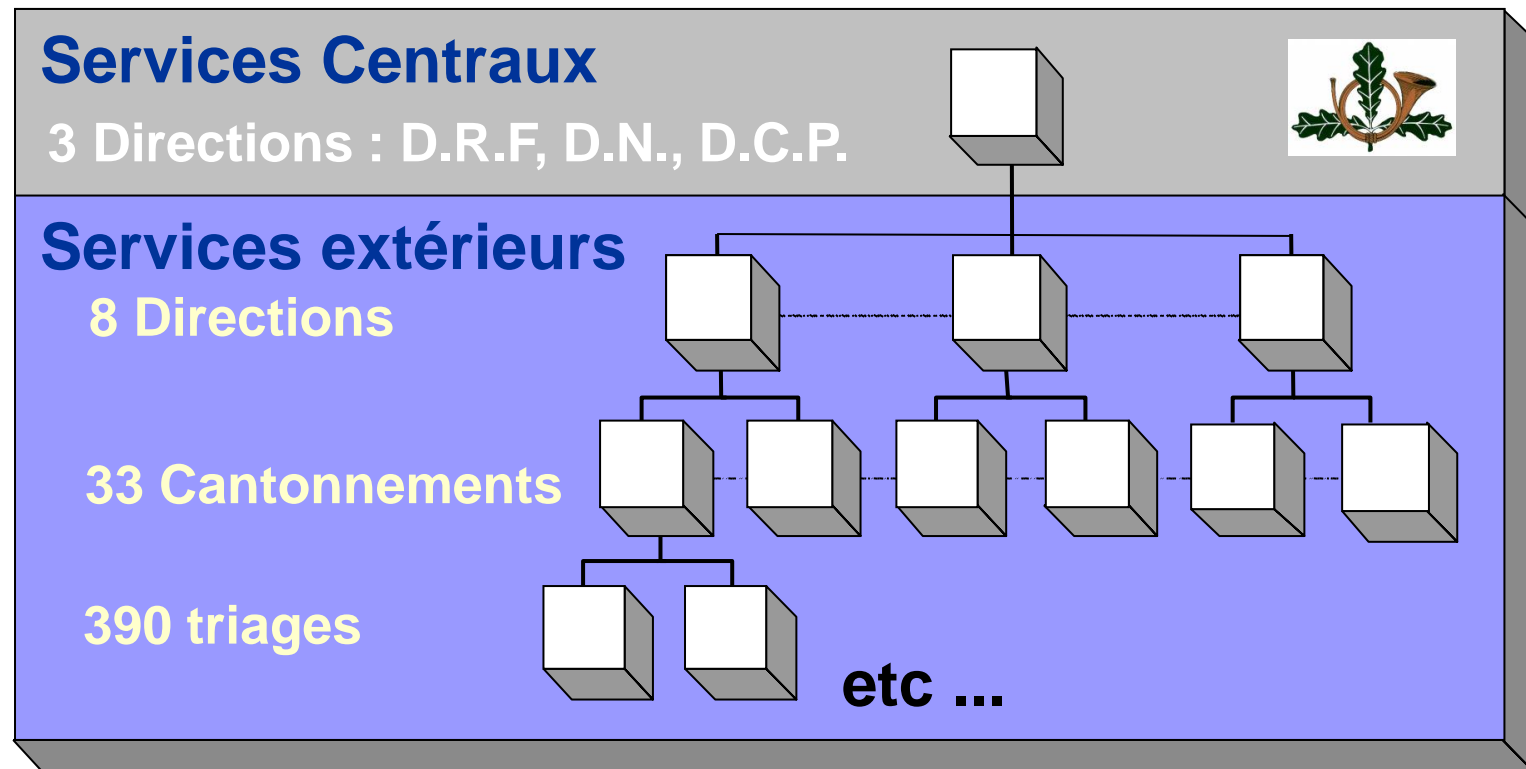 Services Centraux
3 Directions : D.R.F, D.N., D.C.P.
Services extérieurs
8 Directions
33 Cantonnements
390 triages
etc ...